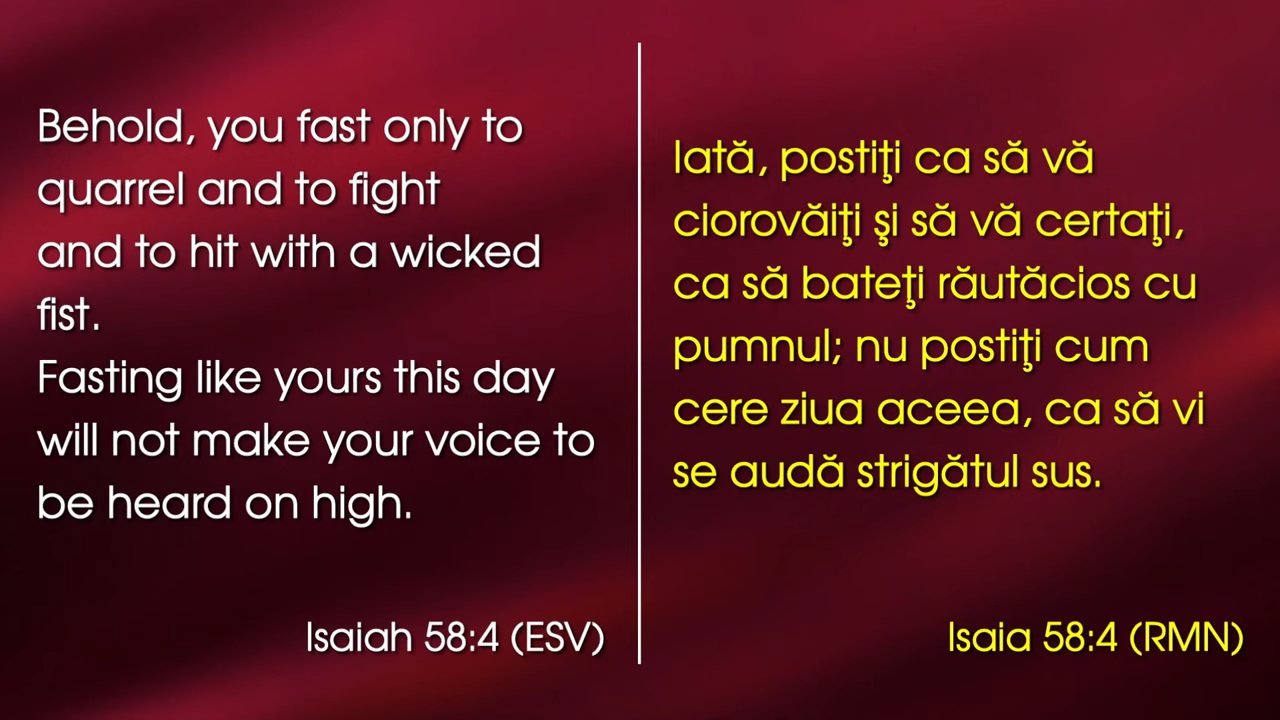 Behold, you fast only to
quarrel and to fight
and to hit with a wicked
fist.
Fasting like yours this day
will not make your voice to
be heard on high.
Isaiah 58:4 (ESV)
Iată, postiţi ca să vă
ciorovăiţi şi să vă certaţi,
ca să bateţi răutăcios cu
pumnul; nu postiţi cum
cere ziua aceea, ca să vi
se audă strigătul sus.
Isaia 58:4 (RMN)